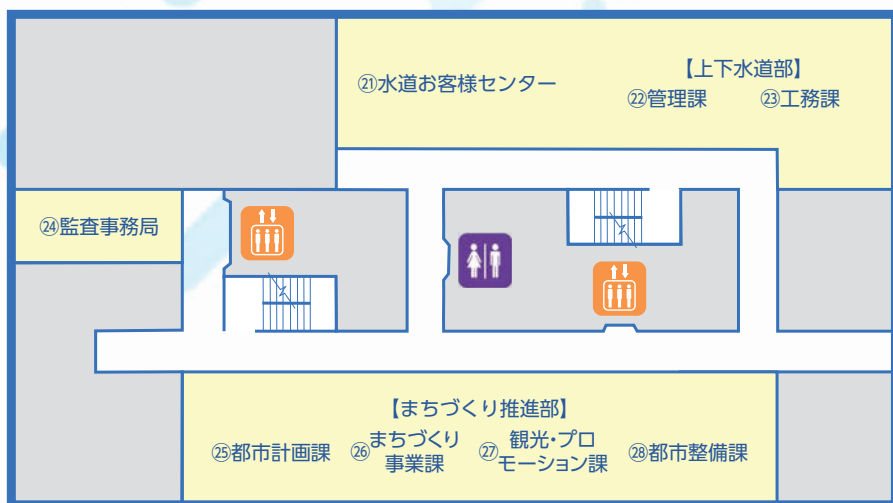 ㉑水道お客様センター
【上下水道部】
㉒管理課 ㉓工務課
㉔監査事務局
【まちづくり推進部】
㉕都市計画課
㉖まちづくり
事業課
㉗観光・プロ
モーション課
㉘都市整備課